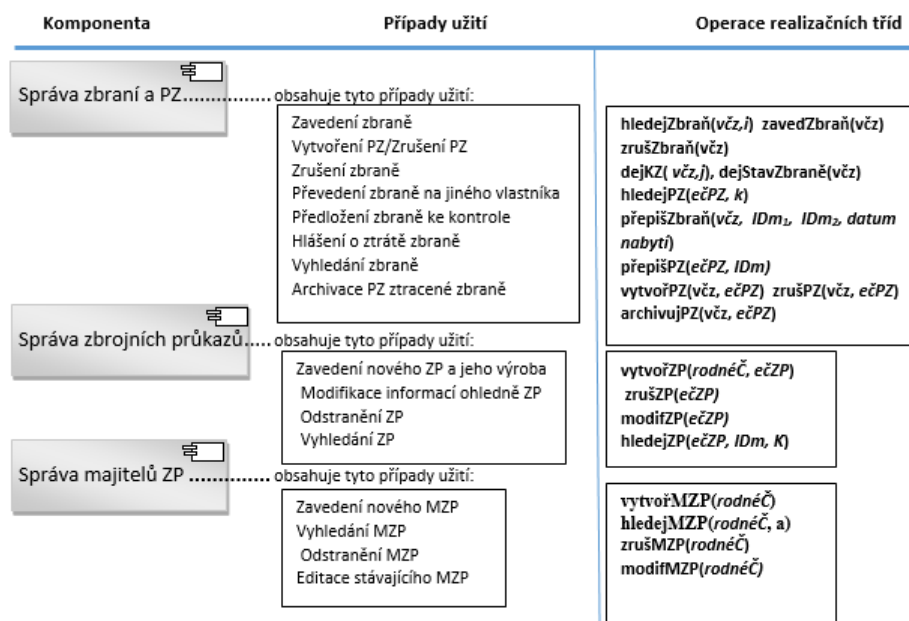 Komponenta
Případy užití
Operace realizačních tříd
Správa zbraní a PZ................ obsahuje tyto případy užití:
Zavedení zbraně
Vytvoření PZ/Zrušení PZ
Zrušení zbraně
Převedení zbraně na jiného vlastníka
Předložení zbraně ke kontrole
Hlášení o ztrátě zbraně
Vyhledání zbraně
Archivace PZ ztracené zbraně
hledejZbraň(včz,i) zaveďZbraň(včz)
zrušZbraň(včz)
dejKZ( včz,j), dejStavZbraně(včz)
hledejPZ(ečPZ, k)
přepišZbraň(včz, IDm₁, IDm₂, datum
nabytí)
přepišPZ(ečPZ, IDm)
vytvořPZ(včz, ečPZ) zrušPZ(včz, ečPZ)
archivujPZ(včz, ečPZ)
Správa zbrojních průkazů..... obsahuje tyto případy užití:
Zavedení nového ZP a jeho výroba
Modifikace informací ohledně ZP
Odstranění ZP
Vyhledání ZP
vytvořZP(rodnéČ, ečZP)
zrušZP(ečZP)
modifZP(ečZP)
hledejZP(ečZP, IDm, K)
Správa majitelů ZP ............... obsahuje tyto případy užití:
Zavedení nového MZP
Vyhledání MZP
Odstranění MZP
Editace stávajícího MZP
vytvořMZP(rodnéČ)
hledejMZP(rodnéČ, a)
zrušMZP(rodnéČ)
modifMZP(rodnéČ)